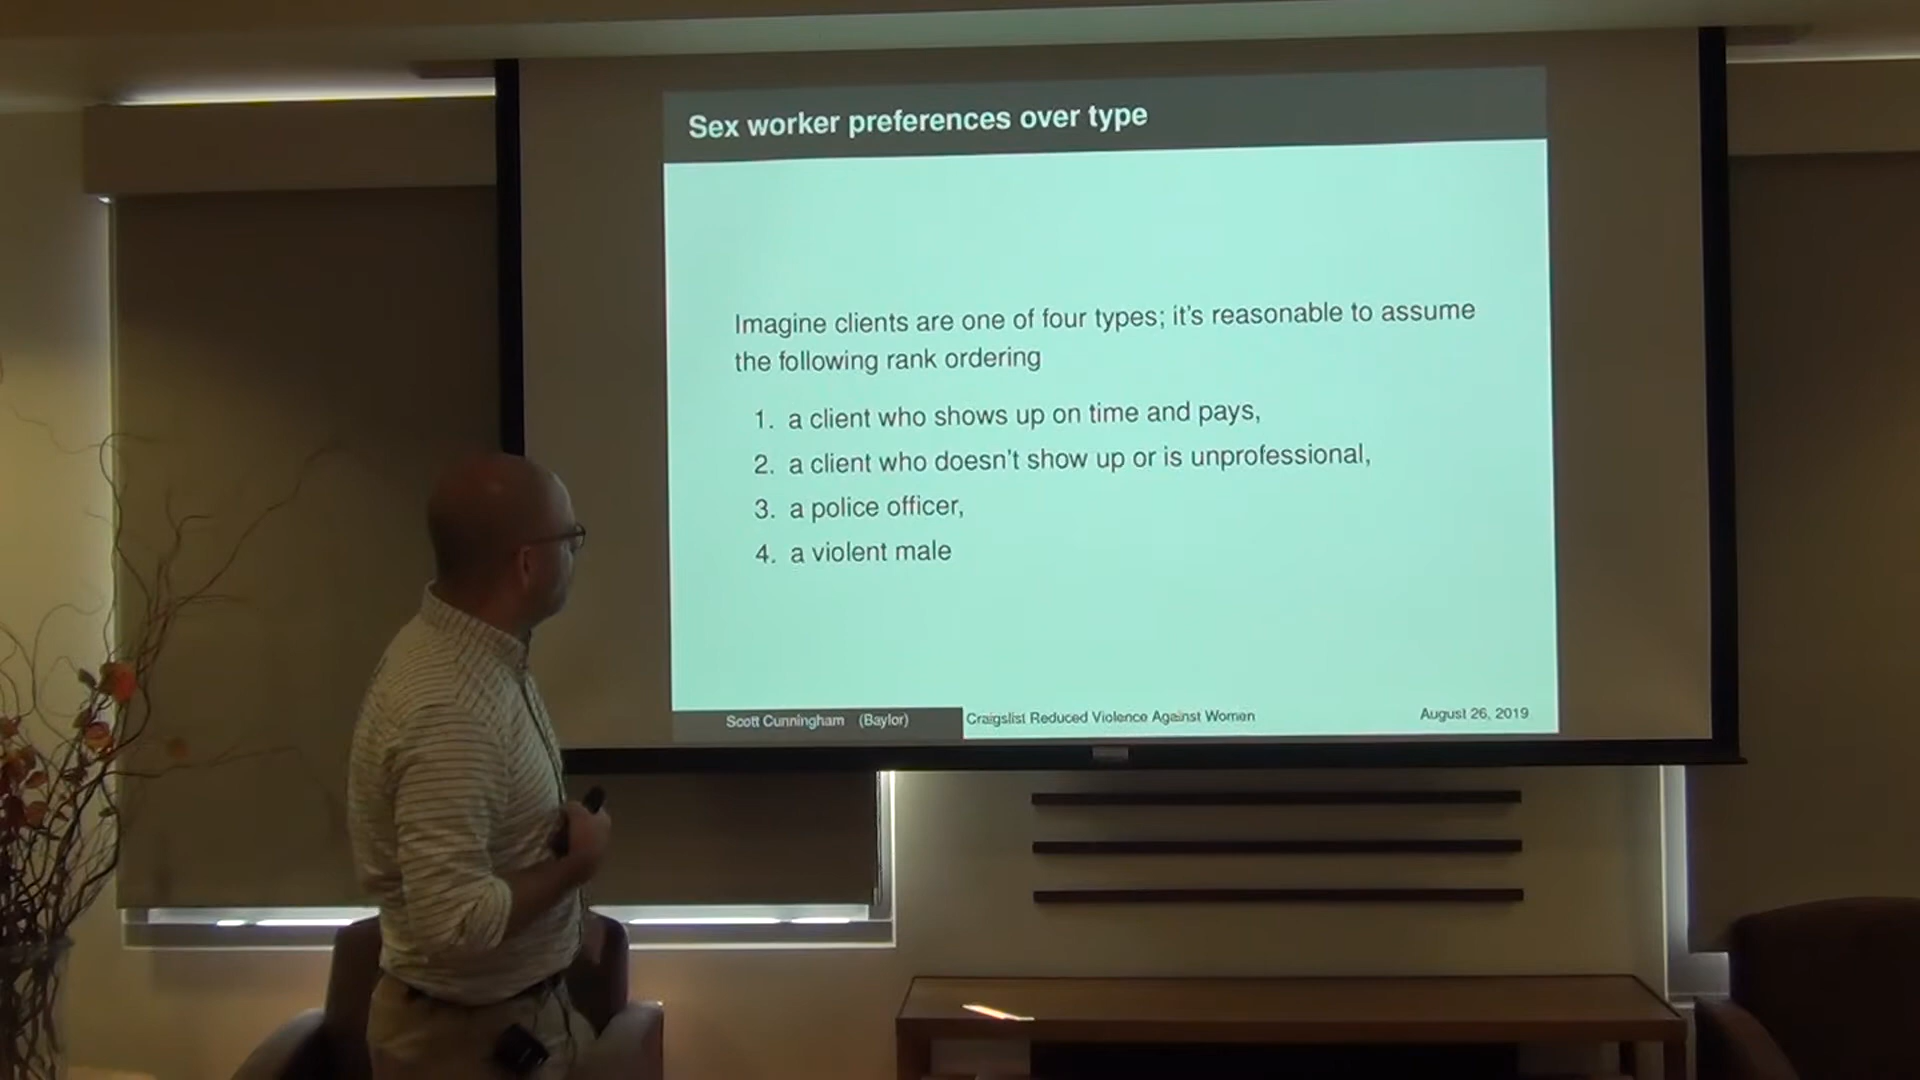 Sex worker preferences over type
Imagine clients are one of four types; it's reasonable to assume
the following rank ordering
1. a client who shows up on time and pays,
2. a client who doesn't show up or is unprofessional,
3. a police officer,
4. a violent male
Scott Cunningham (Baylor) Craigslist Reduced Violence Against Women August 26, 2019